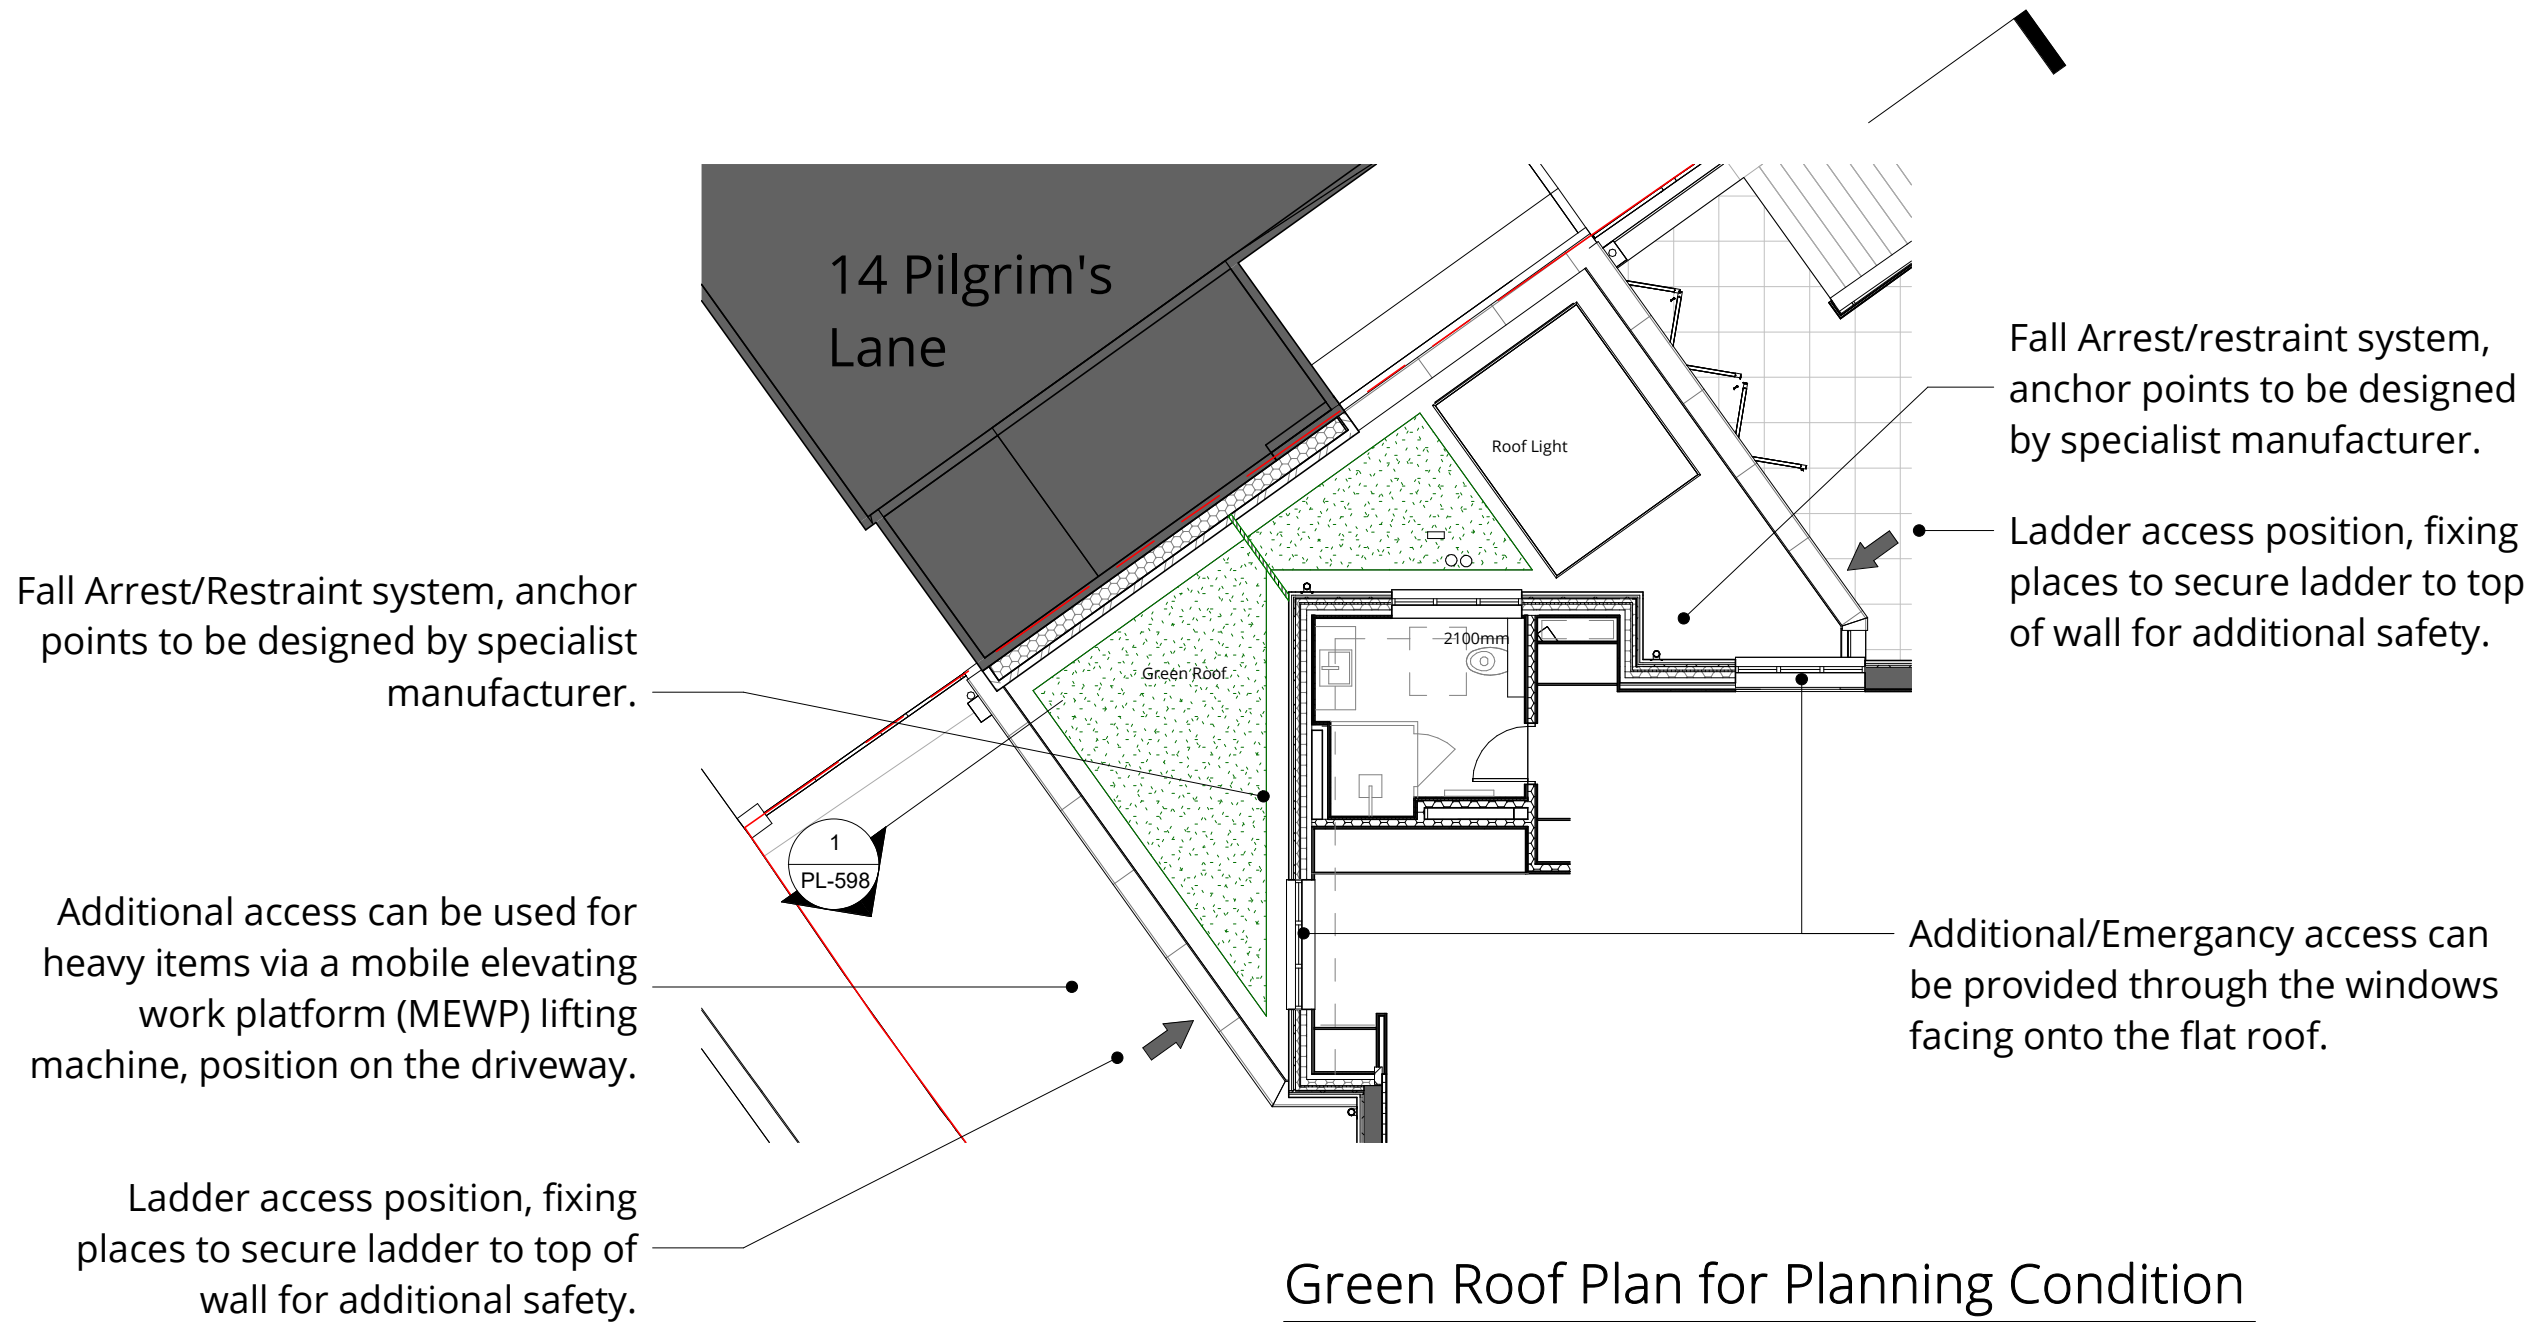 14 Pilgrim's
Lane
Fall Arrest/restraint system,
anchor points to be designed
by specialist manufacturer.
Roof Light
Ladder access position, fixing
places to secure ladder to top
of wall for additional safety.
Fall Arrest/Restraint system, anchor
points to be designed by specialist
manufacturer.
2100mm
Green Roof
1
PL-598
Additional access can be used for
heavy items via a mobile elevating
work platform (MEWP) lifting
machine, position on the driveway.
Additional/Emergancy access can
be provided through the windows
facing onto the flat roof.
Ladder access position, fixing
places to secure ladder to top of
wall for additional safety.
Green Roof Plan for Planning Condition